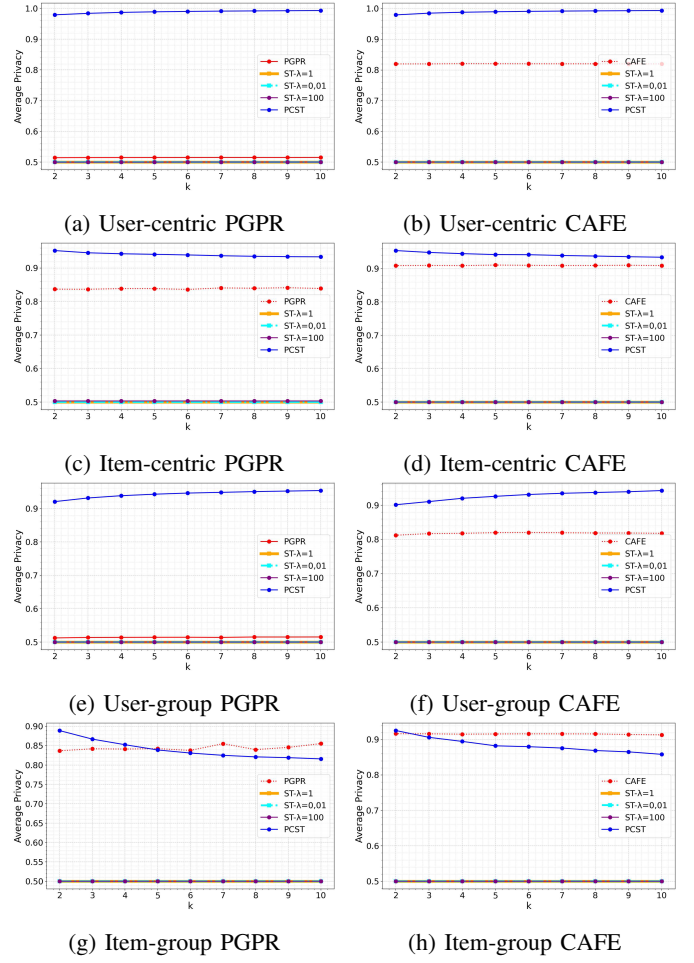 1.0
0.9
0.8
0.7
0.6
0.5
Average Privacy
2 3 4 5 6 7 8 9 10
k
PGPR
ST-λ=1
ST-λ=0,01
ST-λ=100
PCST
(a) User-centric PGPR
1.0
0.9
0.8
0.7
0.6
0.5
Average Privacy
2 3 4 5 6 7 8 9 10
k
CAFE
ST-λ=1
ST-λ=0,01
ST-λ=100
PCST
(b) User-centric CAFE
0.9
0.8
0.7
0.6
0.5
Average Privacy
2 3 4 5 6 7 8 9 10
k
PGPR
ST-λ=1
ST-λ=0,01
ST-λ=100
PCST
(c) Item-centric PGPR
0.9
0.8
0.7
0.6
0.5
Average Privacy
2 3 4 5 6 7 8 9 10
k
CAFE
ST-λ=1
ST-λ=0,01
ST-λ=100
PCST
(d) Item-centric CAFE
0.9
0.8
0.7
0.6
0.5
Average Privacy
2 3 4 5 6 7 8 9 10
k
PGPR
ST-λ=1
ST-λ=0,01
ST-λ=100
PCST
(e) User-group PGPR
0.9
0.8
0.7
0.6
0.5
Average Privacy
2 3 4 5 6 7 8 9 10
k
CAFE
ST-λ=1
ST-λ=0,01
ST-λ=100
PCST
(f) User-group CAFE
0.90
0.85
0.80
0.75
0.70
0.65
0.60
0.55
0.50
Average Privacy
2 3 4 5 6 7 8 9 10
k
PGPR
ST-λ=1
ST-λ=0,01
ST-λ=100
PCST
(g) Item-group PGPR
0.9
0.8
0.7
0.6
0.5
Average Privacy
2 3 4 5 6 7 8 9 10
k
CAFE
ST-λ=1
ST-λ=0,01
ST-λ=100
PCST
(h) Item-group CAFE